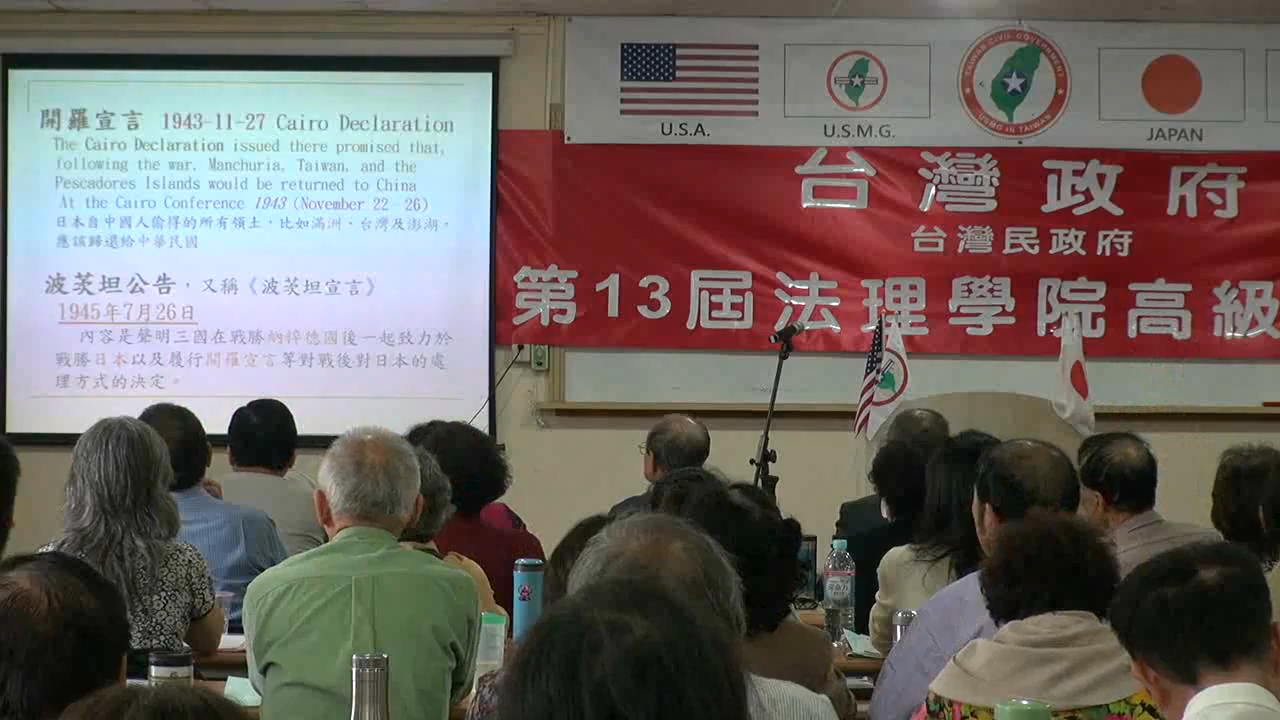 開羅宣言 1943-11-27 Cairo Declaration
The Cairo Declaration issued there promised that,
following the war, Manchuria, Taiwan, and the
Pescadores Islands would be returned to China
At the Cairo Conference 1943 (November 22-26)
日本自中國人偷得的所有領土，比如滿洲、台灣及澎湖，
應該歸還給中華民國
波茨坦公告，又稱《波茨坦宣言》
1945年7月26日
內容是聲明三國在戰勝納粹德國後一起致力於
戰勝日本以及履行開羅宣言等對戰後對日本的處
理方式的決定。
U.S.A.
U.S.M.G.
TAIWAN CIVIL GOVERNMENT
USMG IN TAIWAN
JAPAN
台灣政府
台灣民政府
第13屆法理學院高級